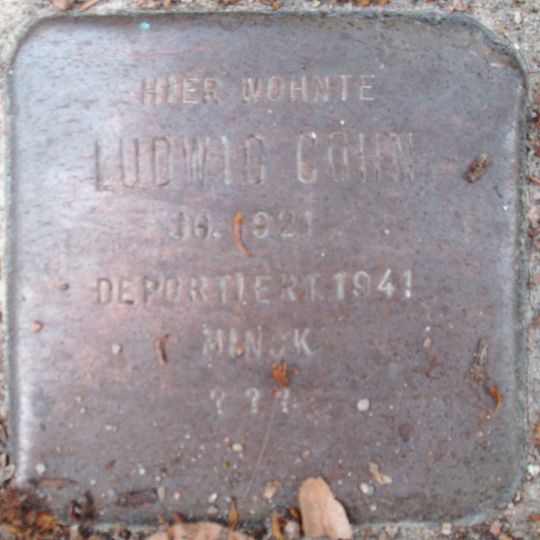 HIER WOHNTE
LUDWIG COHN
JG. 1921
DEPORTIERT 1941
MINSK
? ? ?